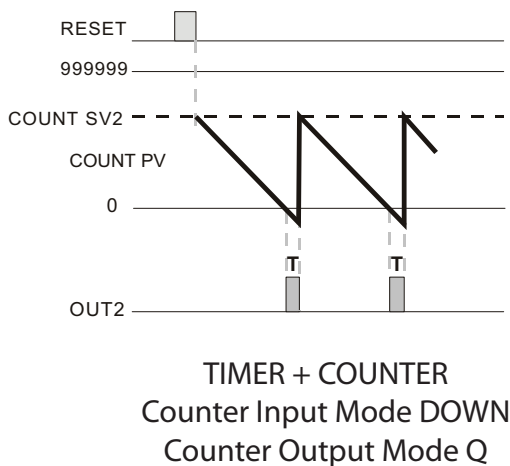 RESET
999999
COUNT SV2
COUNT PV
0
T T
OUT2
TIMER + COUNTER
Counter Input Mode DOWN
Counter Output Mode Q